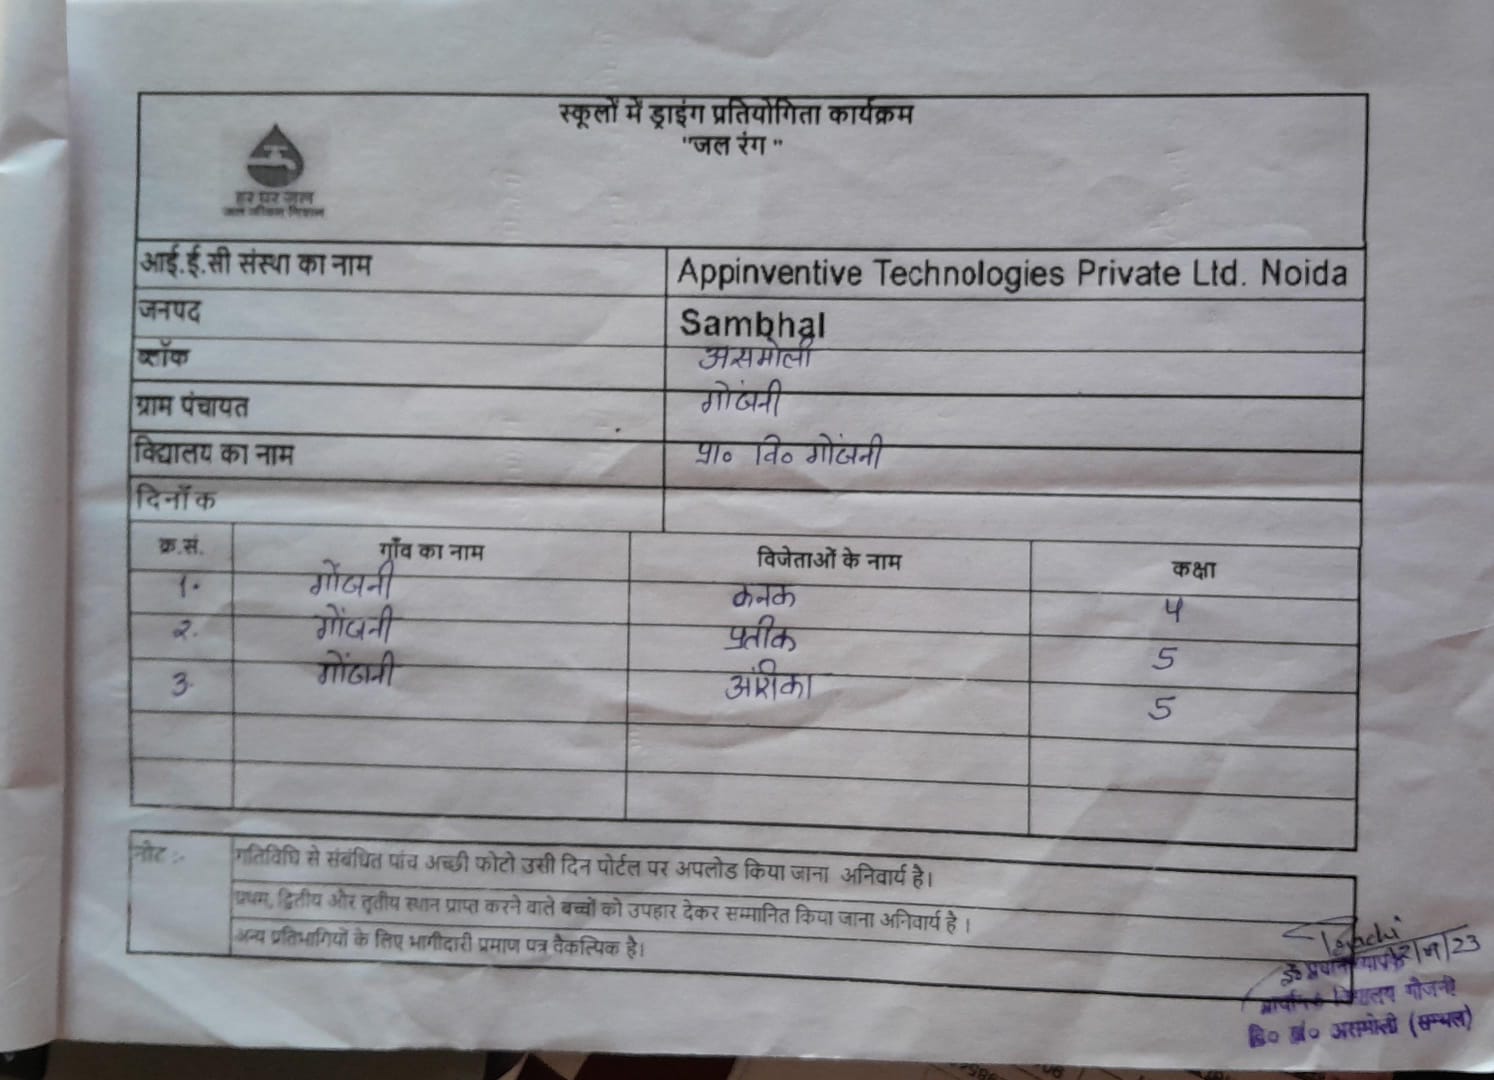 स्कूलों में ड्राइंग प्रतियोगिता कार्यक्रम
"जल रंग "
हर घर जल
जल जीवन मिशन
आई.ई.सी संस्था का नाम Appinventive Technologies Private Ltd. Noida
जनपद Sambhal
ब्लॉक असमोली
ग्राम पंचायत गोंजनी
विद्यालय का नाम प्रा० वि० गोंजनी
दिनाँक
क्र.सं. गाँव का नाम विजेताओं के नाम कक्षा
1. गोंजनी कनक 4
2. गोंजनी प्रतीक 5
3. गोंजनी अंशिका 5
नोट :- गतिविधि से संबंधित पांच अच्छी फोटो उसी दिन पोर्टल पर अपलोड किया जाना अनिवार्य है।
प्रथम, द्वितीय और तृतीय स्थान प्राप्त करने वाले बच्चों को उपहार देकर सम्मानित किया जाना अनिवार्य है ।
अन्य प्रतिभागियों के लिए भागीदारी प्रमाण पत्र वैकल्पिक है।
विद्यालय गोंजनी
असमोली (सम्भल)